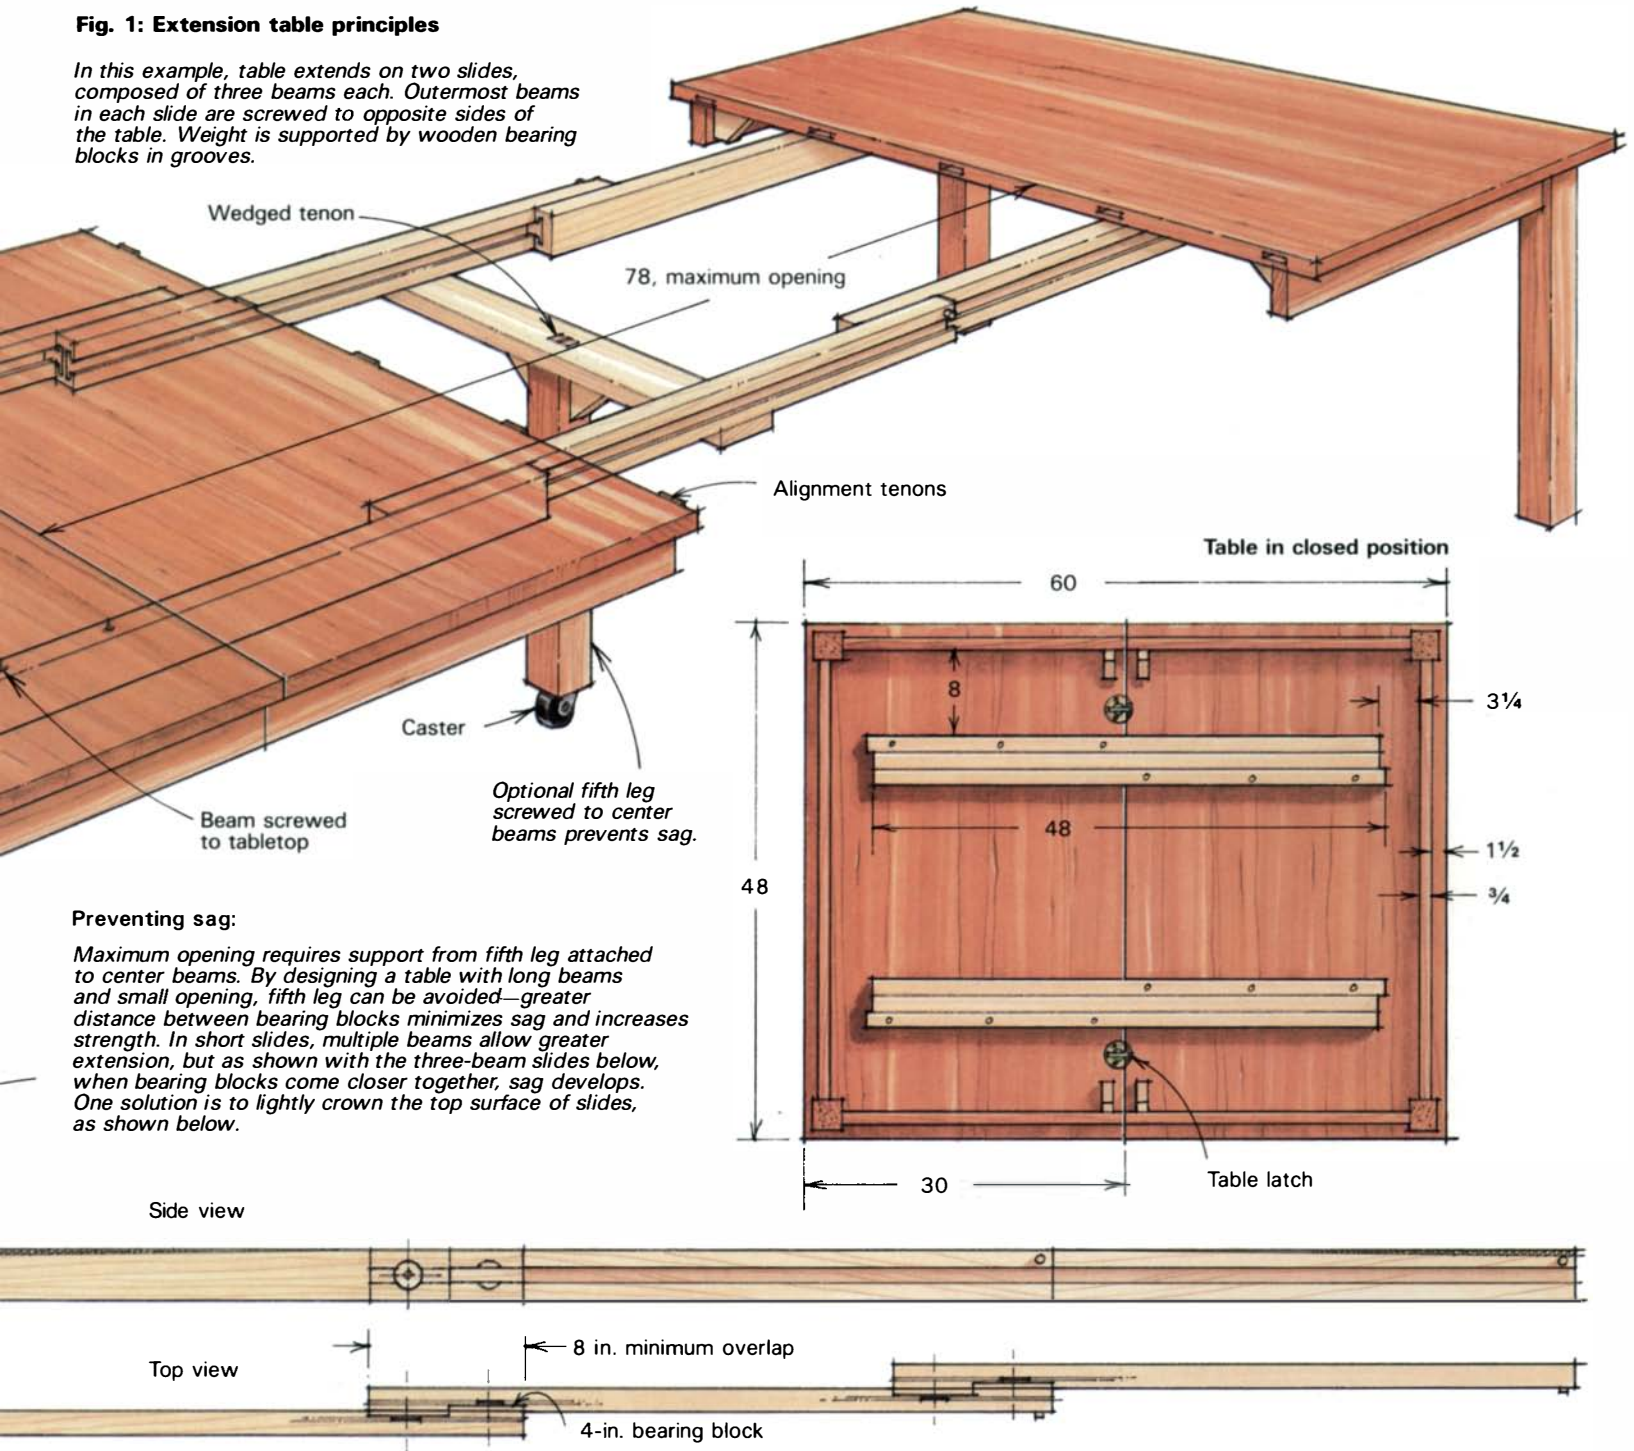 Fig. 1: Extension table principles
In this example, table extends on two slides,
composed of three beams each. Outermost beams
in each slide are screwed to opposite sides of
the table. Weight is supported by wooden bearing
blocks in grooves.
Wedged tenon
78, maximum opening
Alignment tenons
Table in closed position
60
8
3¼
Caster
Optional fifth leg
screwed to center
beams prevents sag.
Beam screwed
to tabletop
48
1½
48
¾
Preventing sag:
Maximum opening requires support from fifth leg attached
to center beams. By designing a table with long beams
and small opening, fifth leg can be avoided—greater
distance between bearing blocks minimizes sag and increases
strength. In short slides, multiple beams allow greater
extension, but as shown with the three-beam slides below,
when bearing blocks come closer together, sag develops.
One solution is to lightly crown the top surface of slides,
as shown below.
30
Table latch
Side view
8 in. minimum overlap
Top view
4-in. bearing block